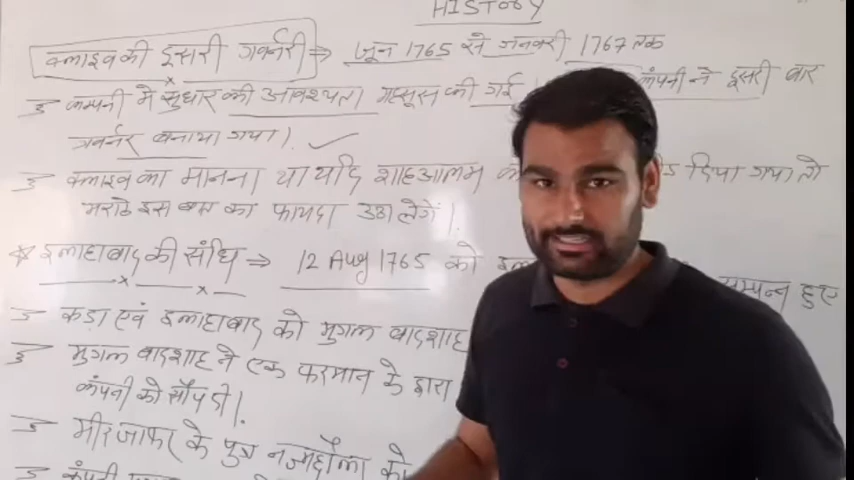 HISTORY
क्लाइव की दूसरी गवर्नरी ⇒ जून 1765 से जनवरी 1767 तक
कम्पनी में सुधार की आवश्यता महसूस की गई कंपनी ने दूसरी बार
गवर्नर बनाया गया।
क्लाइव का मानना था यदि शाहआलम दिया गया तो
मराठे इस बात का फायदा उठा लेगें।
* इलाहाबाद की संधि ⇒ 12 Aug 1765 को सम्पन्न हुए
कड़ा एवं इलाहाबाद को मुगल बादशाह
मुगल बादशाह ने एक फरमान के द्वारा
कंपनी को सौंप दी।
मीरजाफर के पुत्र नज्मुद्दौला को
कंपनी